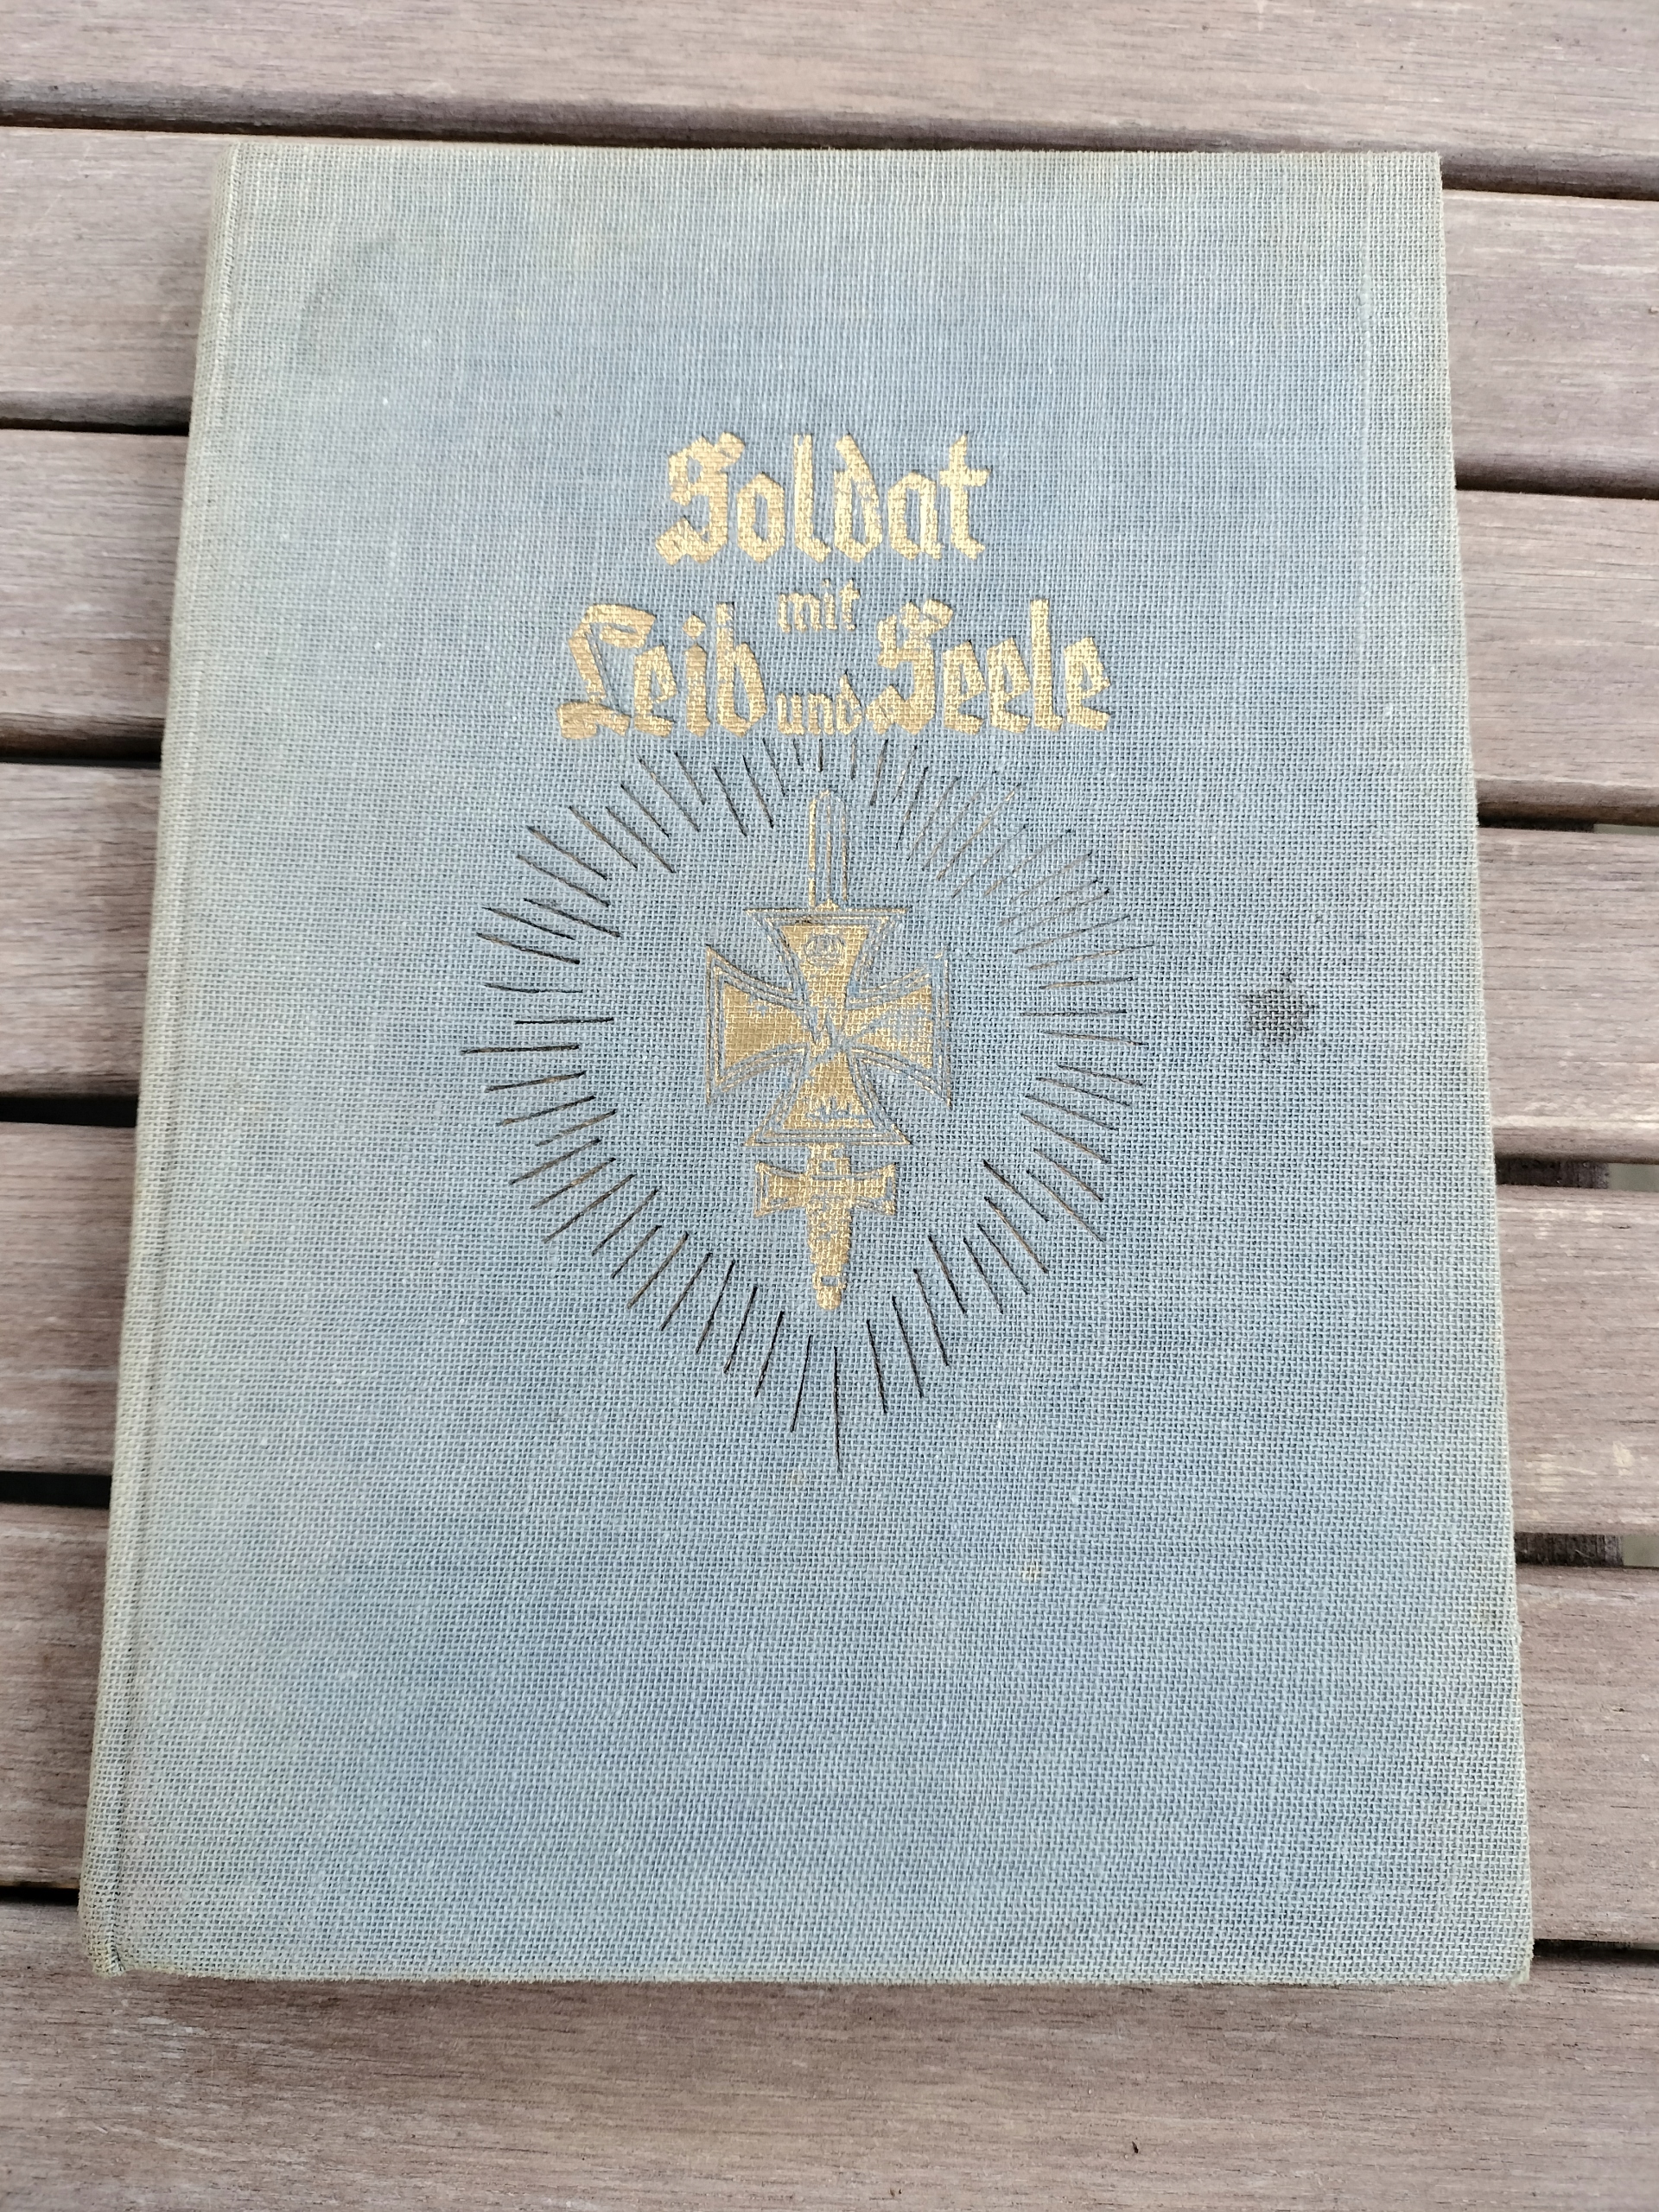 Soldat
mit
Leib und Seele